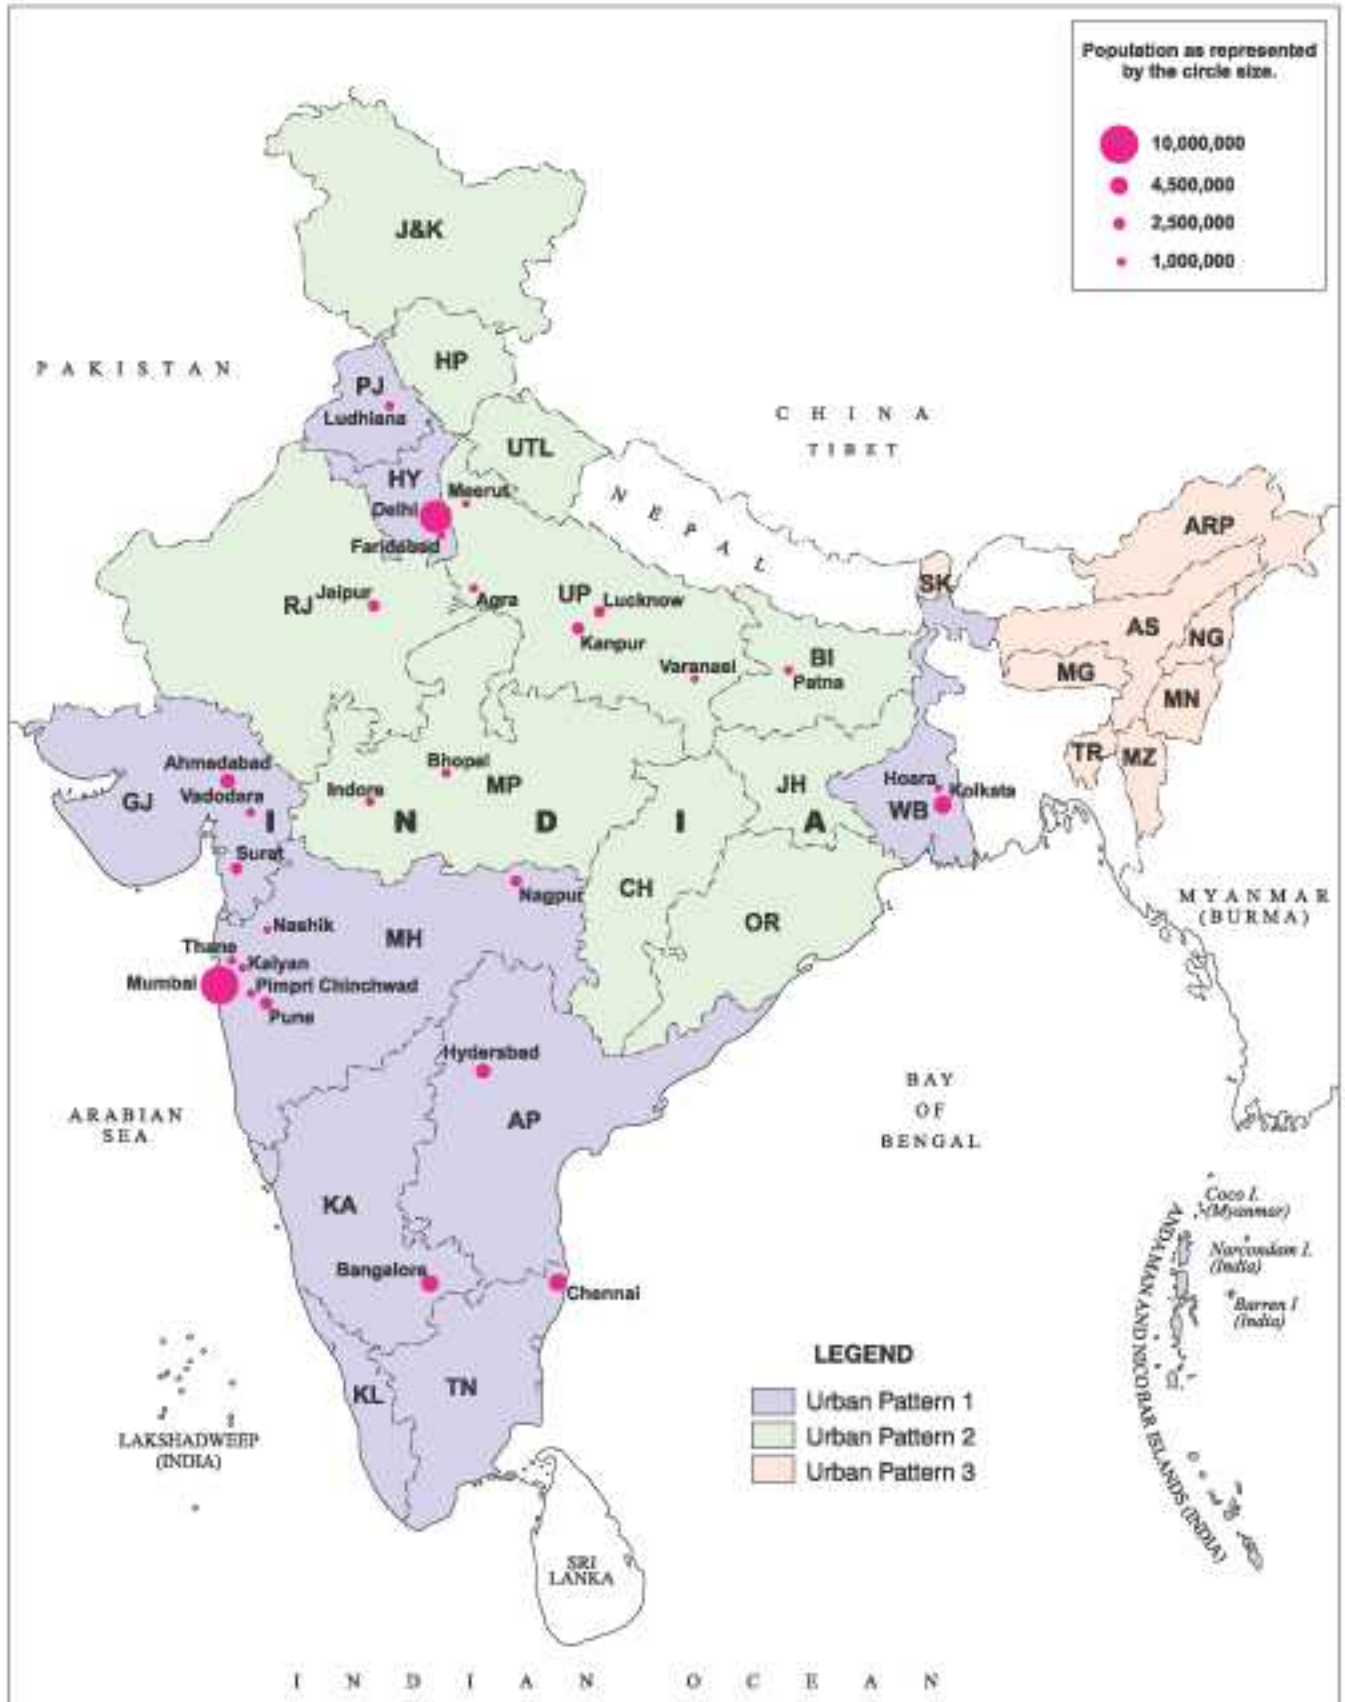 Population as represented
by the circle size.
10,000,000
4,500,000
2,500,000
1,000,000
J&K
HP
PAKISTAN
PJ
Ludhiana
CHINA
TIBET
UTL
HY
Meerut
NEPAL
Delhi
ARP
Faridabad
SK
RJ
Jaipur
Agra
UP
Lucknow
AS
NG
Kanpur
BI
Varanasi
MG
Patna
MN
TR
MZ
Ahmadabad
Bhopal
GJ
Vadodara
Indore
MP
JH
Hoara
Kolkata
WB
I N D I A
Surat
CH
Nagpur
MYANMAR
(BURMA)
OR
Nashik
MH
Thane
Kalyan
Mumbai
Pimpri Chinchwad
Pune
Hydersbad
BAY
OF
BENGAL
ARABIAN
SEA
AP
Coco I.
(Myanmar)
KA
Narcondam I.
(India)
Bangalore
Chennai
Barren I
(India)
ANDAMAN AND NICOBAR ISLANDS (INDIA)
LEGEND
KL
TN
Urban Pattern 1
Urban Pattern 2
Urban Pattern 3
LAKSHADWEEP
(INDIA)
SRI
LANKA
INDIAN OCEAN